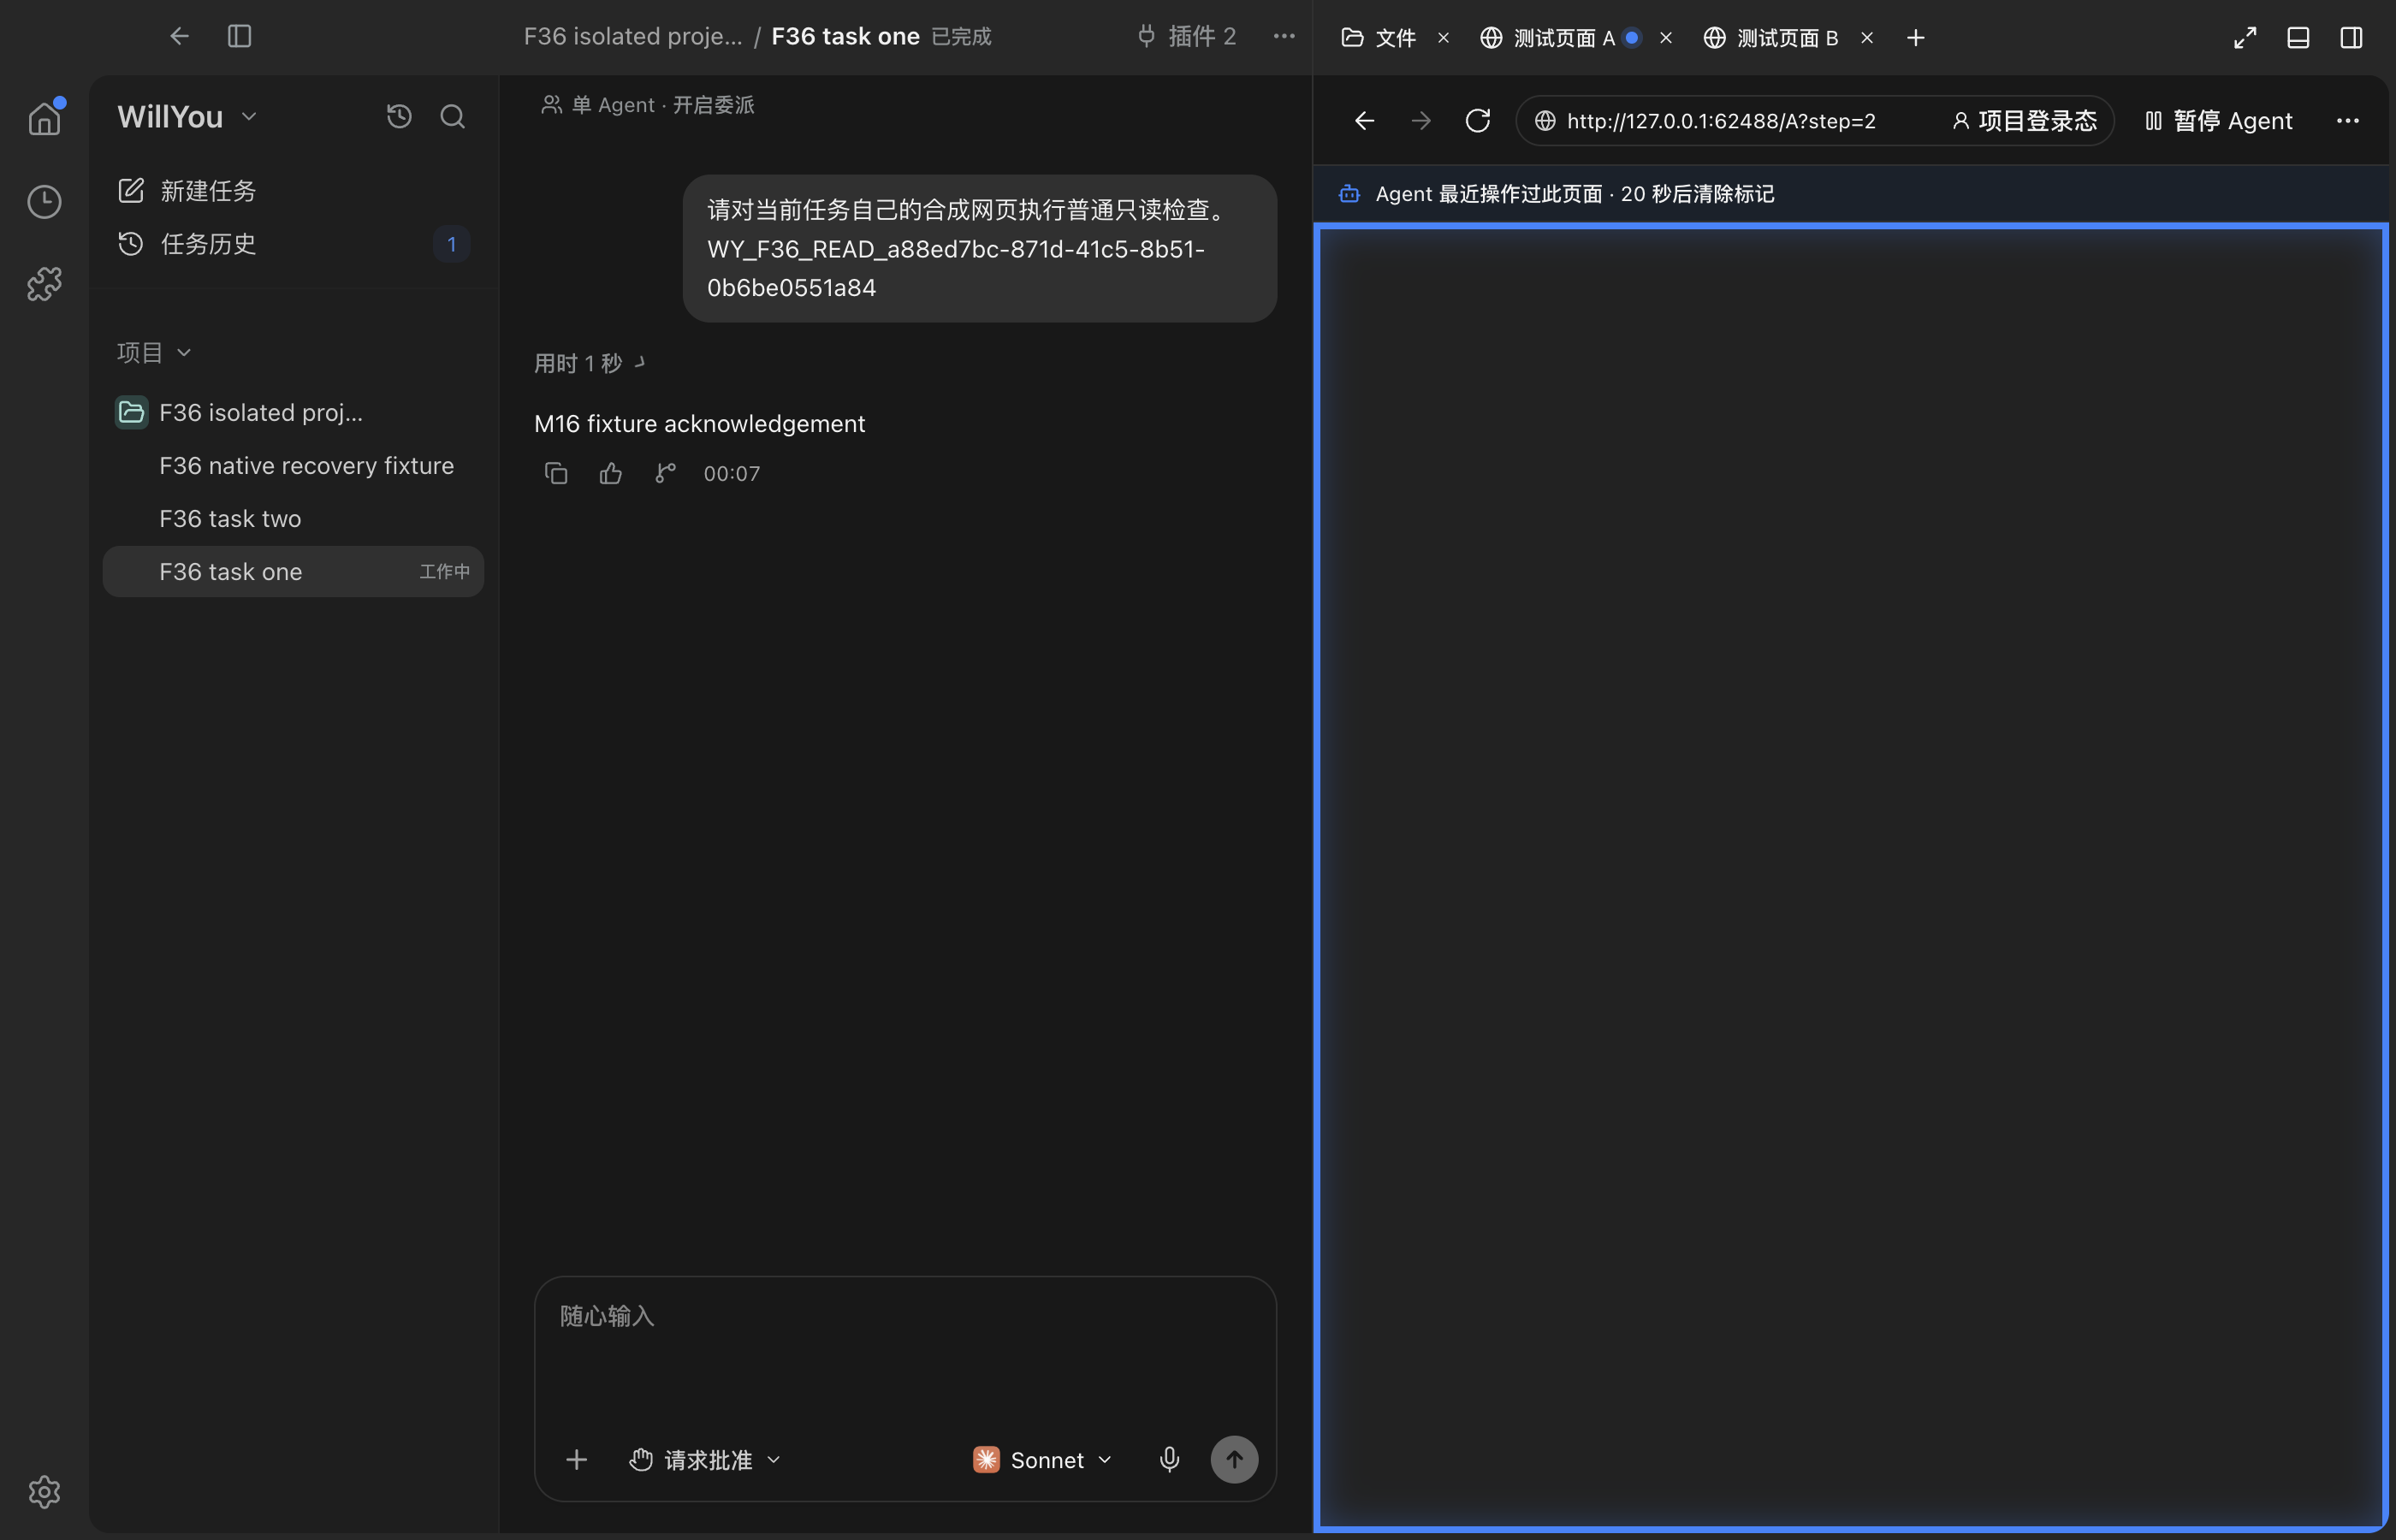 F36 isolated proje... / F36 task one 已完成
插件 2
文件
测试页面 A
测试页面 B
WillYou
新建任务
任务历史
1
项目
F36 isolated proj...
F36 native recovery fixture
F36 task two
F36 task one
工作中
单 Agent · 开启委派
请对当前任务自己的合成网页执行普通只读检查。
WY_F36_READ_a88ed7bc-871d-41c5-8b51-
0b6be0551a84
用时 1 秒
M16 fixture acknowledgement
00:07
随心输入
请求批准
Sonnet
http://127.0.0.1:62488/A?step=2
项目登录态
暂停 Agent
Agent 最近操作过此页面 · 20 秒后清除标记